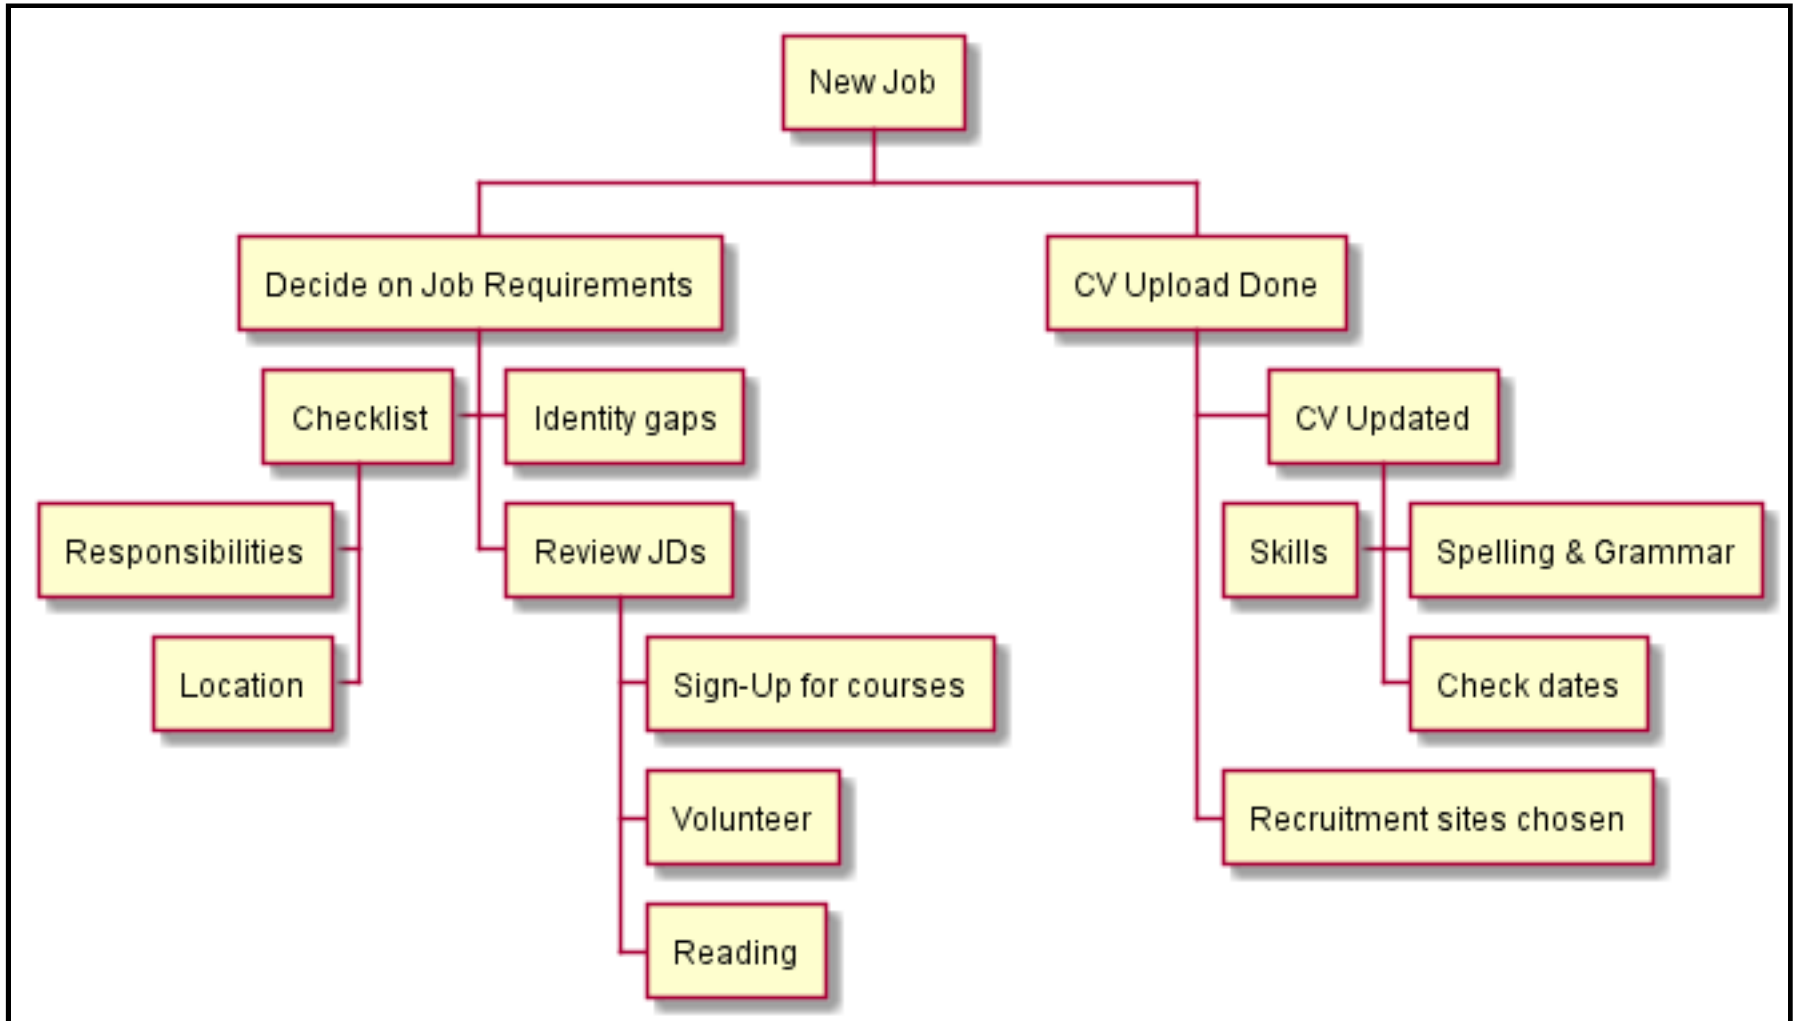 New Job
Decide on Job Requirements
CV Upload Done
Checklist
Identity gaps
CV Updated
Responsibilities
Review JDs
Skills
Spelling & Grammar
Location
Sign-Up for courses
Check dates
Volunteer
Recruitment sites chosen
Reading